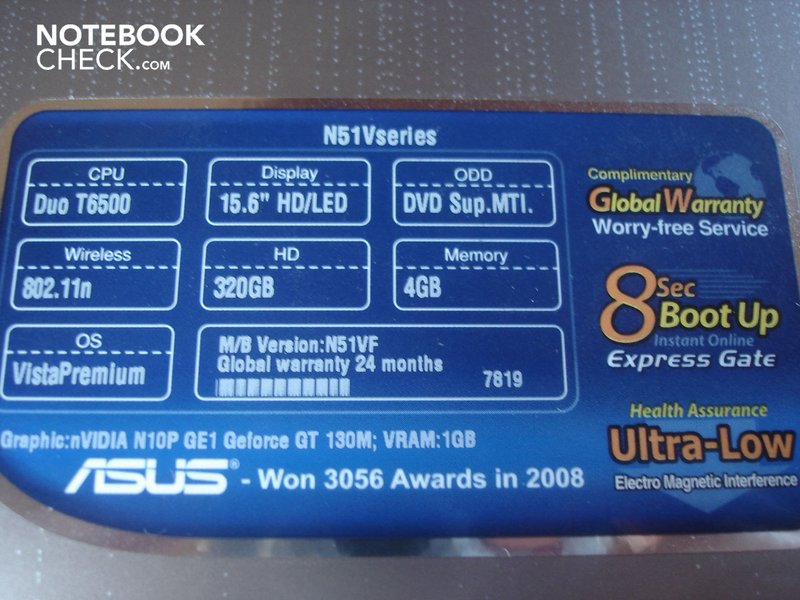 NOTEBOOK
CHECK.COM
N51Vseries
CPU
Duo T6500
Display
15.6" HD/LED
ODD
DVD Sup.MTI.
Wireless
802.11n
HD
320GB
Memory
4GB
OS
VistaPremium
M/B Version:N51VF
Global warranty 24 months
7819
Graphic:nVIDIA N10P GE1 Geforce GT 130M; VRAM:1GB
ASUS® - Won 3056 Awards in 2008
Complimentary
Global Warranty
Worry-free Service
8 Sec
Boot Up
Instant Online
Express Gate
Health Assurance
Ultra-Low
Electro Magnetic Interference